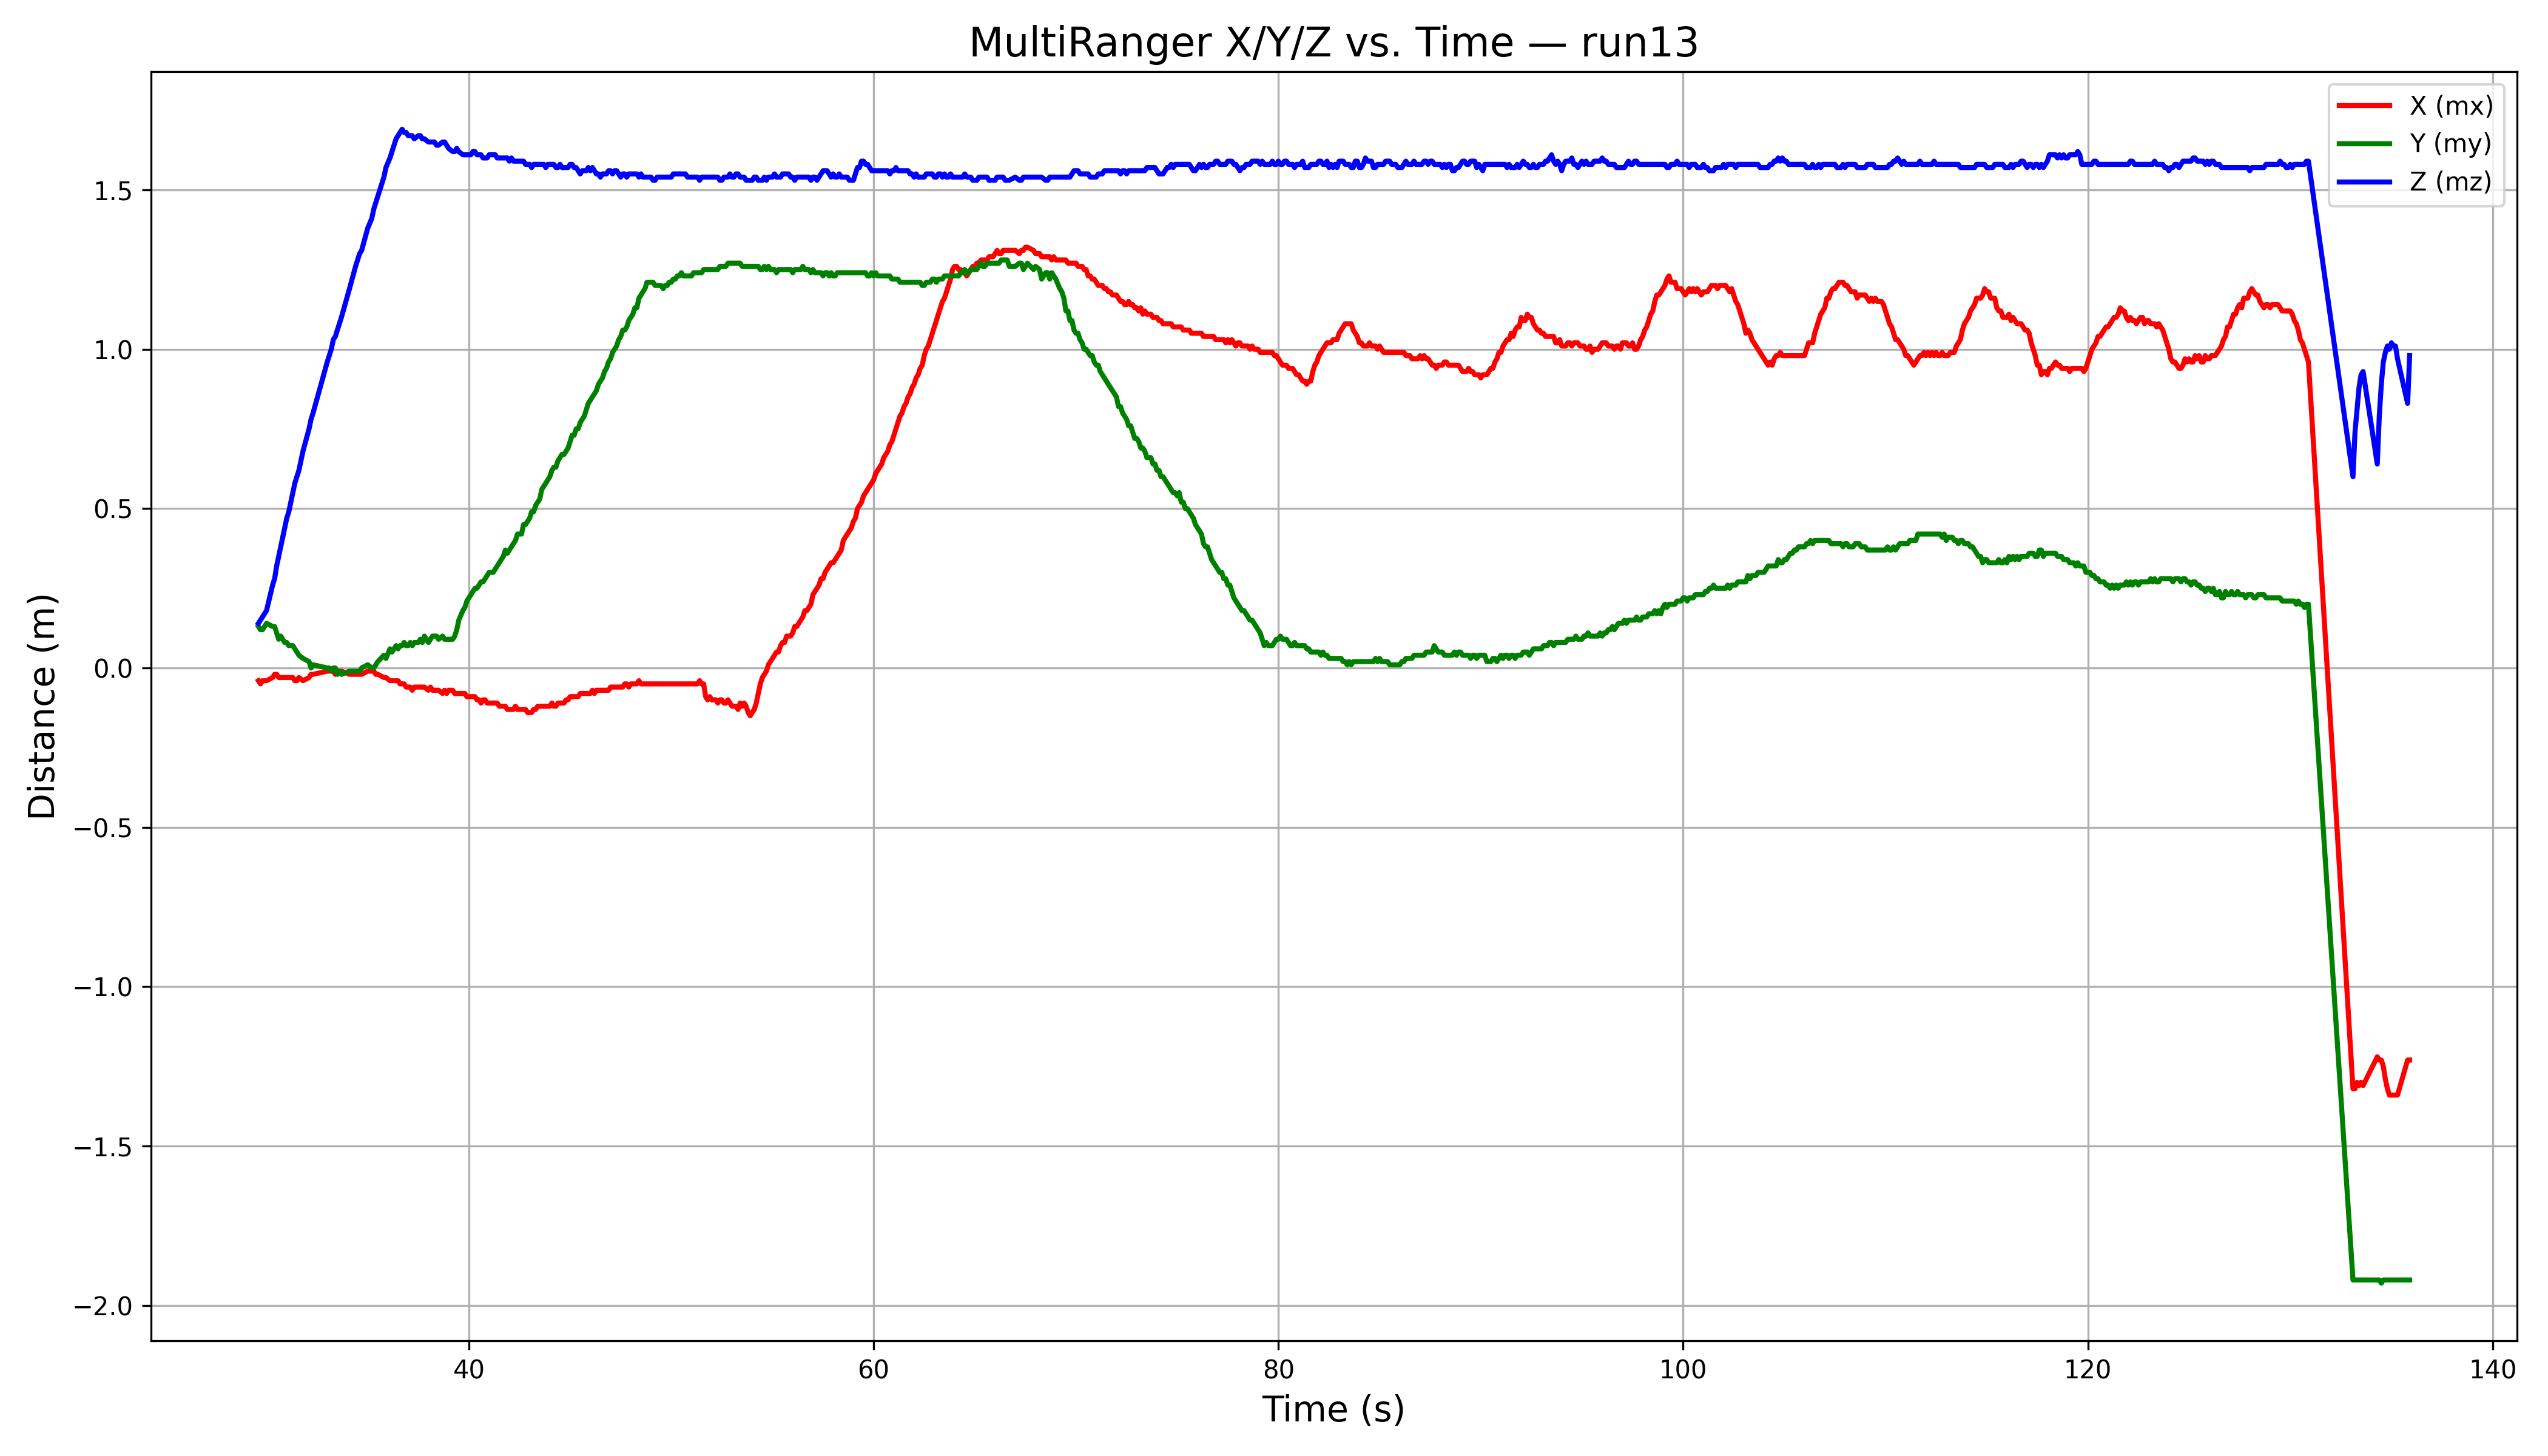 MultiRanger X/Y/Z vs. Time — run13
X (mx)
Y (my)
Z (mz)
Distance (m)
1.5
1.0
0.5
0.0
−0.5
−1.0
−1.5
−2.0
40
60
80
100
120
140
Time (s)